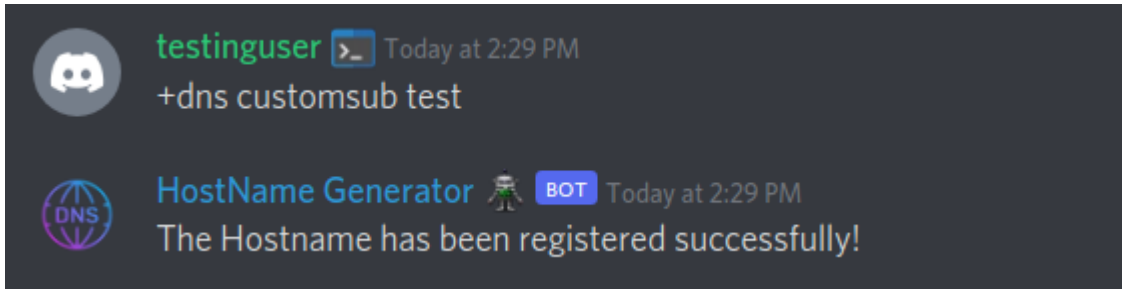 testinguser >_ Today at 2:29 PM
+dns customsub test
HostName Generator BOT Today at 2:29 PM
DNS
The Hostname has been registered successfully!